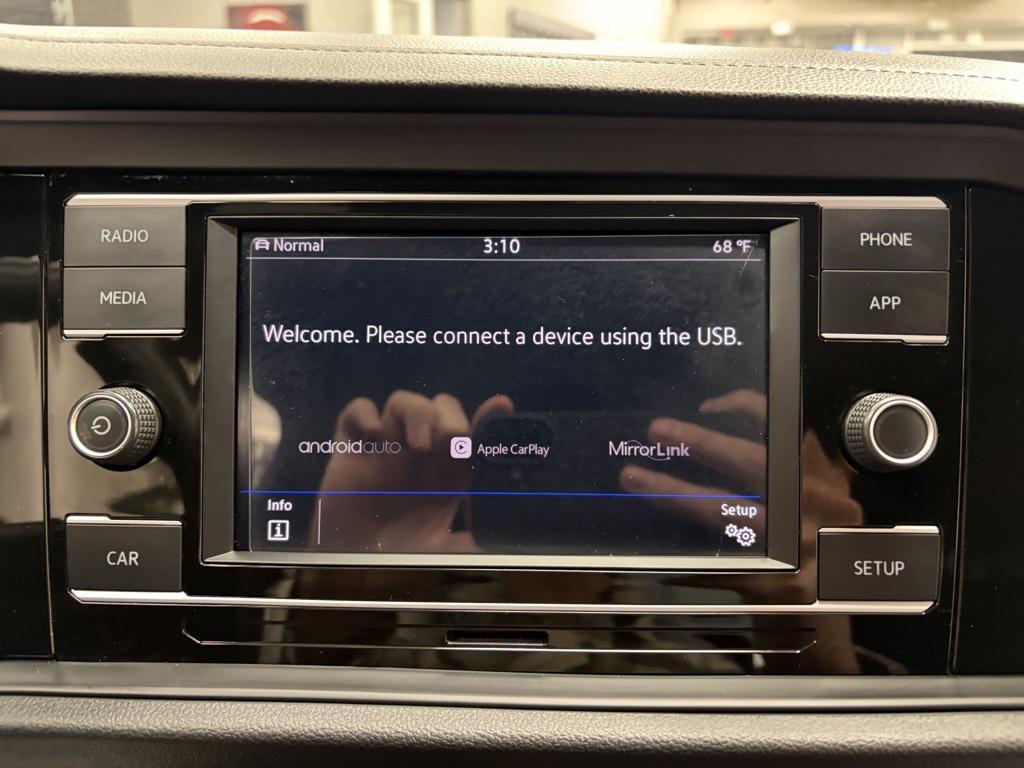 RADIO
MEDIA
CAR
Normal
3:10
68 °F
Welcome. Please connect a device using the USB.
androidauto
Apple CarPlay
MirrorLink
Info
i
Setup
PHONE
APP
SETUP